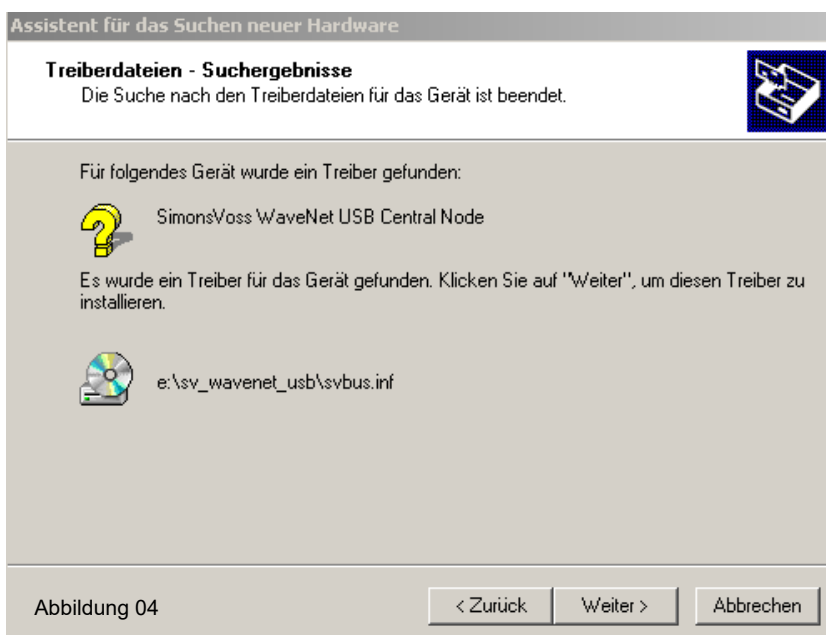 Assistent für das Suchen neuer Hardware
Treiberdateien - Suchergebnisse
Die Suche nach den Treiberdateien für das Gerät ist beendet.
Für folgendes Gerät wurde ein Treiber gefunden:
SimonsVoss WaveNet USB Central Node
Es wurde ein Treiber für das Gerät gefunden. Klicken Sie auf "Weiter", um diesen Treiber zu
installieren.
e:\sv_wavenet_usb\svbus.inf
Abbildung 04
< Zurück
Weiter >
Abbrechen